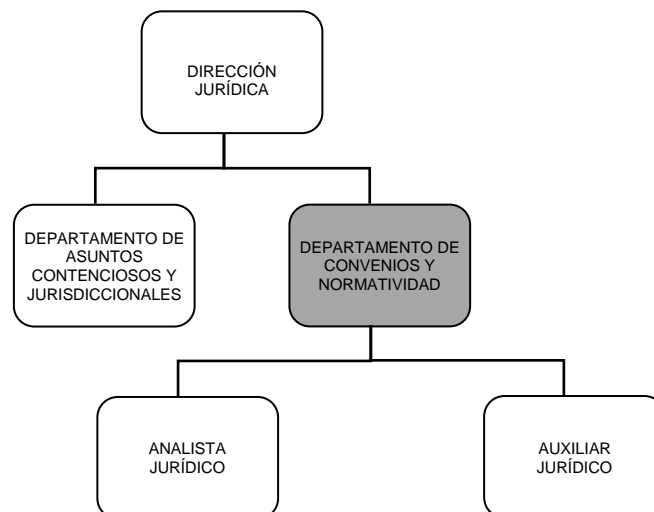 DIRECCIÓN
JURÍDICA
DEPARTAMENTO DE
ASUNTOS
CONTENCIOSOS Y
JURISDICCIONALES
DEPARTAMENTO DE
CONVENIOS Y
NORMATIVIDAD
ANALISTA
JURÍDICO
AUXILIAR
JURÍDICO